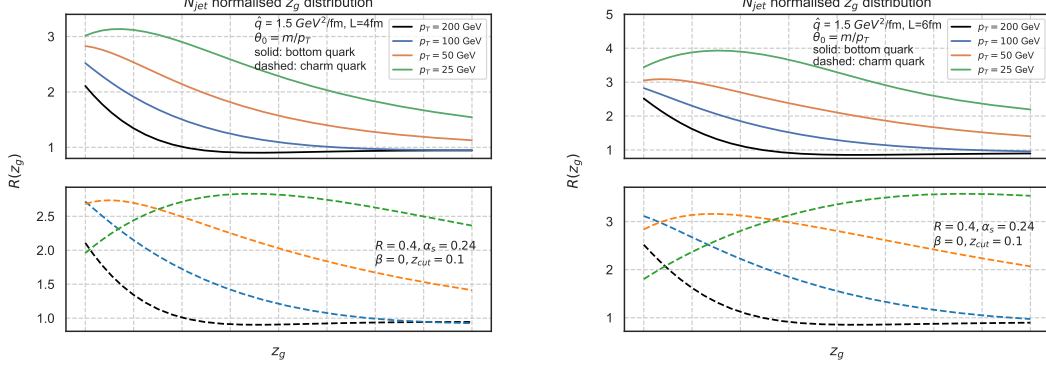 N_jet normalised z_g distribution
q̂ = 1.5 GeV²/fm, L=4fm
θ₀ = m/p_T
solid: bottom quark
dashed: charm quark
p_T = 200 GeV
p_T = 100 GeV
p_T = 50 GeV
p_T = 25 GeV
3
2
1
R(z_g)
2.5
2.0
1.5
1.0
R = 0.4, α_s = 0.24
β = 0, z_cut = 0.1
z_g
N_jet normalised z_g distribution
q̂ = 1.5 GeV²/fm, L=6fm
θ₀ = m/p_T
solid: bottom quark
dashed: charm quark
p_T = 200 GeV
p_T = 100 GeV
p_T = 50 GeV
p_T = 25 GeV
5
4
3
2
1
R(z_g)
3
2
1
R = 0.4, α_s = 0.24
β = 0, z_cut = 0.1
z_g